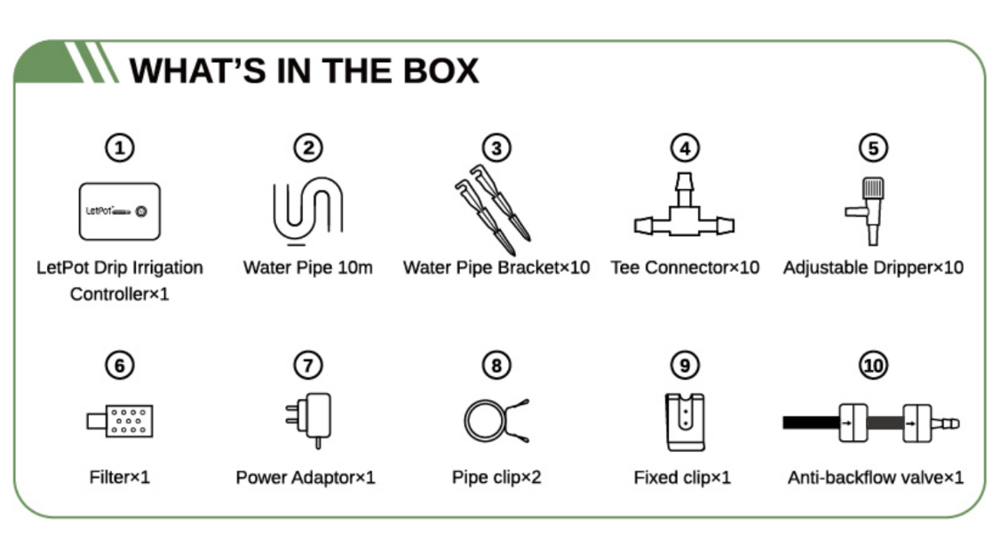 WHAT'S IN THE BOX
1
2
3
4
5
LetPot
LetPot Drip Irrigation
Controller×1
Water Pipe 10m
Water Pipe Bracket×10
Tee Connector×10
Adjustable Dripper×10
6
7
8
9
10
Filter×1
Power Adaptor×1
Pipe clip×2
Fixed clip×1
Anti-backflow valve×1